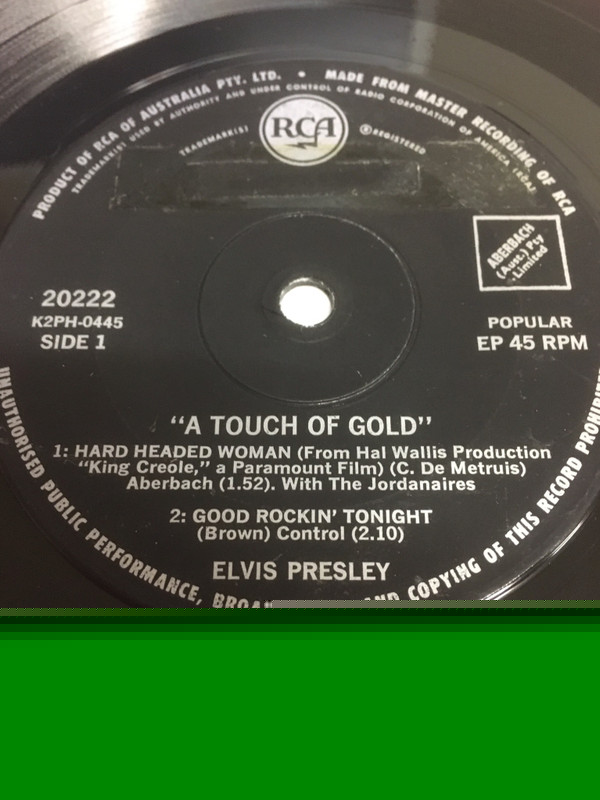 PRODUCT OF RCA OF AUSTRALIA PTY. LTD. • MADE FROM MASTER RECORDING OF RCA
TRADEMARK(S) USED BY AUTHORITY AND UNDER CONTROL OF RADIO CORPORATION OF AMERICA (RCA)
TRADEMARK(S) RCA ®REGISTERED
ABERBACH
(Aust.) Pty
Limited
20222
K2PH-0445
SIDE 1
POPULAR
EP 45 RPM
“A TOUCH OF GOLD”
1: HARD HEADED WOMAN (From Hal Wallis Production
“King Creole,” a Paramount Film) (C. De Metruis)
Aberbach (1.52). With The Jordanaires
2: GOOD ROCKIN’ TONIGHT
(Brown) Control (2.10)
ELVIS PRESLEY
UNAUTHORISED PUBLIC PERFORMANCE, AND COPYING OF THIS RECORD